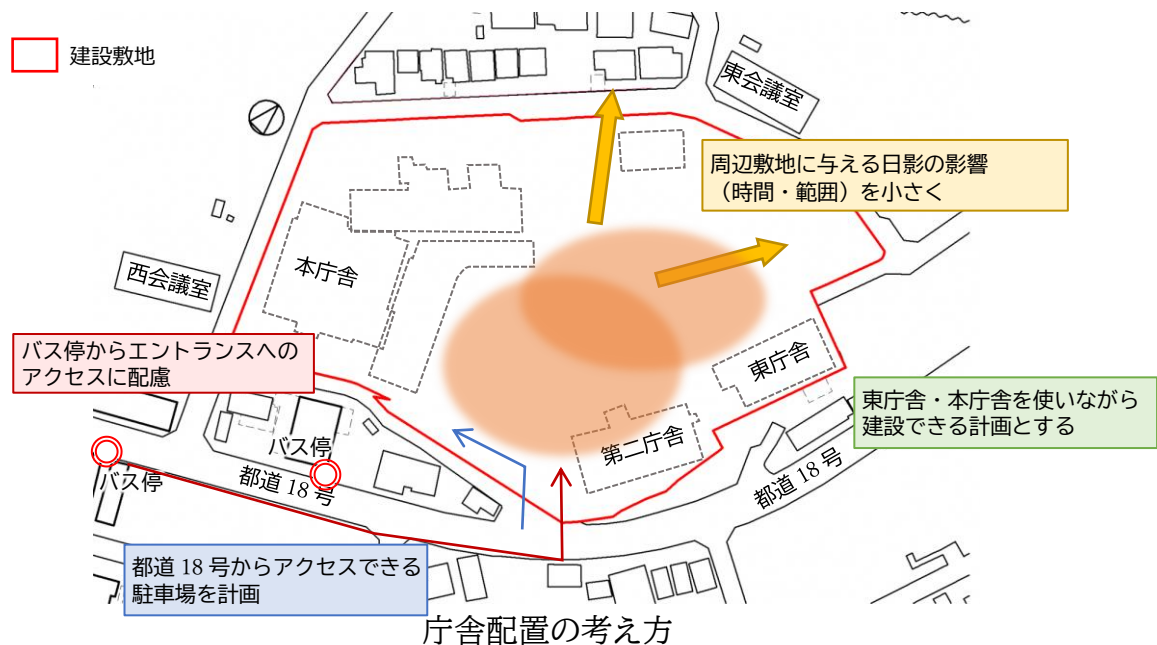 建設敷地
東会議室
周辺敷地に与える日影の影響
（時間・範囲）を小さく
本庁舎
西会議室
バス停からエントランスへの
アクセスに配慮
東庁舎
東庁舎・本庁舎を使いながら
建設できる計画とする
第二庁舎
バス停
バス停
都道 18 号
都道 18 号
都道 18 号からアクセスできる
駐車場を計画
庁舎配置の考え方